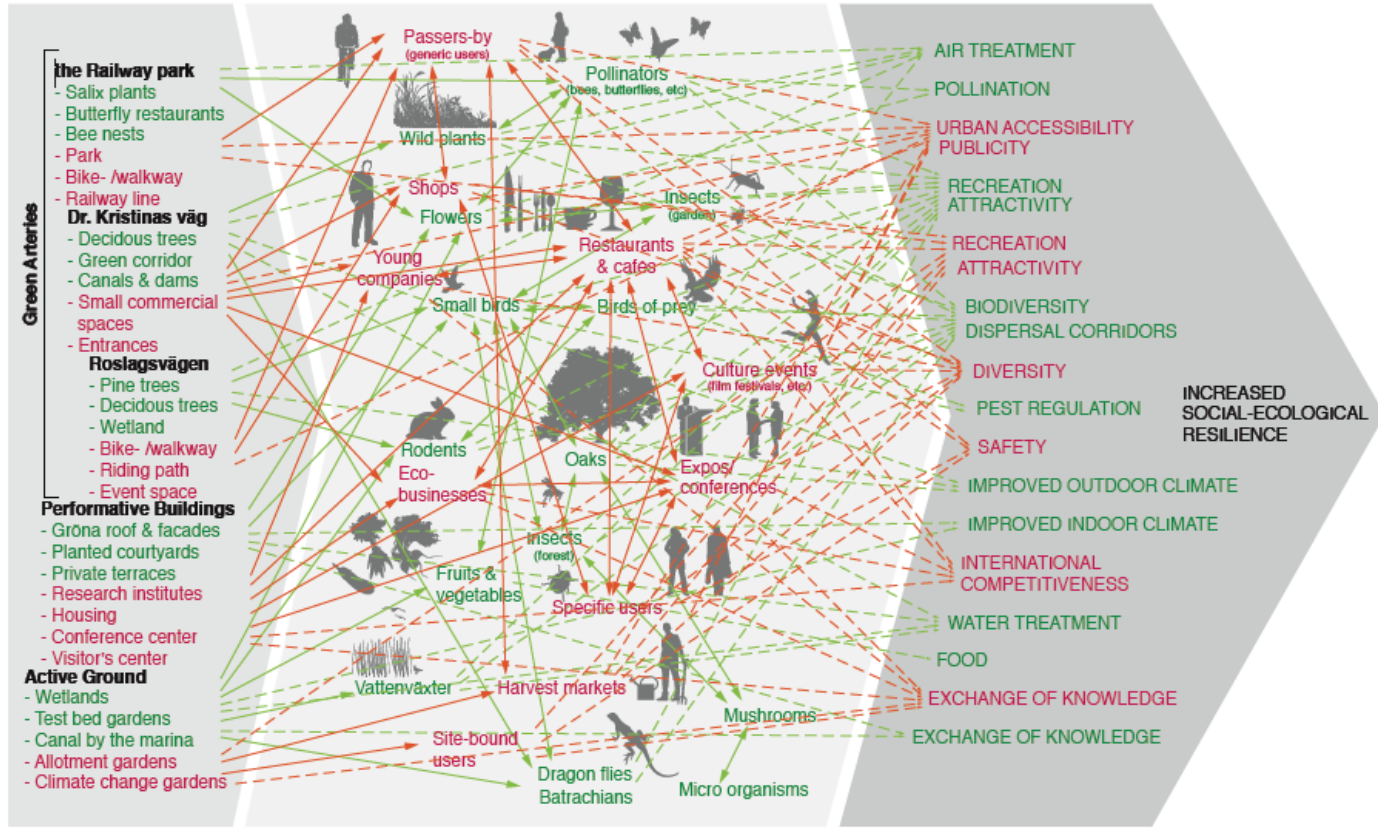 Green Arteries
the Railway park
- Salix plants
- Butterfly restaurants
- Bee nests
- Park
- Bike- /walkway
- Railway line
Dr. Kristinas väg
- Decidous trees
- Green corridor
- Canals & dams
- Small commercial
spaces
- Entrances
Roslagsvägen
- Pine trees
- Decidous trees
- Wetland
- Bike- /walkway
- Riding path
- Event space
Performative Buildings
- Gröna roof & facades
- Planted courtyards
- Private terraces
- Research institutes
- Housing
- Conference center
- Visitor's center
Active Ground
- Wetlands
- Test bed gardens
- Canal by the marina
- Allotment gardens
- Climate change gardens
Passers-by
(generic users)
Pollinators
(bees, butterflies, etc)
Wild plants
Shops
Flowers
Insects
(garden)
Restaurants
& cafés
Young
companies
Small birds
Birds of prey
Culture events
(film festivals, etc)
Rodents
Oaks
Eco-
businesses
Expos/
conferences
Insects
(forest)
Fruits &
vegetables
Specific users
Vattenväxter
Harvest markets
Mushrooms
Site-bound
users
Dragon flies
Batrachians
Micro organisms
AIR TREATMENT
POLLINATION
URBAN ACCESSIBILITY
PUBLICITY
RECREATION
ATTRACTIVITY
RECREATION
ATTRACTIVITY
BIODIVERSITY
DISPERSAL CORRIDORS
DIVERSITY
PEST REGULATION
SAFETY
IMPROVED OUTDOOR CLIMATE
IMPROVED INDOOR CLIMATE
INTERNATIONAL
COMPETITIVENESS
WATER TREATMENT
FOOD
EXCHANGE OF KNOWLEDGE
EXCHANGE OF KNOWLEDGE
INCREASED
SOCIAL-ECOLOGICAL
RESILIENCE